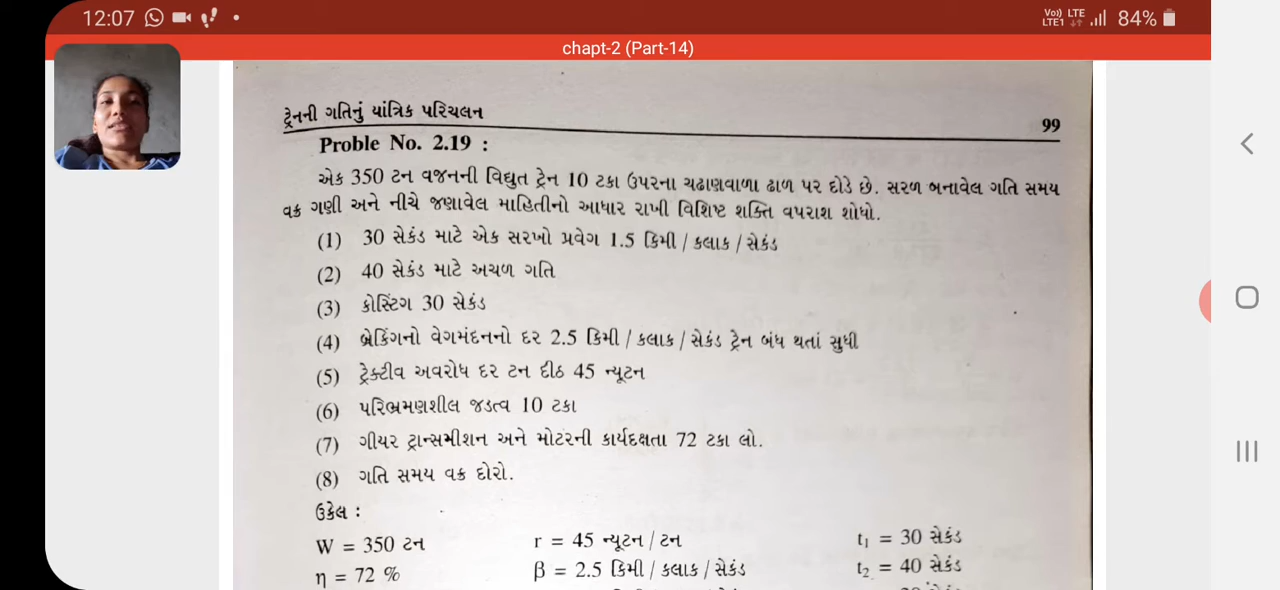 12:07
Vo)) LTE
LTE1 84%
chapt-2 (Part-14)
ટ્રેનની ગતિનું યાંત્રિક પરિચલન 99
Proble No. 2.19 :
એક 350 ટન વજનની વિદ્યુત ટ્રેન 10 ટકા ઉપરના ચઢાણવાળા ઢાળ પર દોડે છે. સરળ બનાવેલ ગતિ સમય
વક્ર ગણી અને નીચે જણાવેલ માહિતીનો આધાર રાખી વિશિષ્ટ શક્તિ વપરાશ શોધો.
(1) 30 સેકંડ માટે એક સરખો પ્રવેગ 1.5 કિમી / કલાક / સેકંડ
(2) 40 સેકંડ માટે અચળ ગતિ
(3) કોસ્ટિંગ 30 સેકંડ
(4) બ્રેકિંગનો વેગમંદનનો દર 2.5 કિમી / કલાક / સેકંડ ટ્રેન બંધ થતાં સુધી
(5) ટ્રેક્ટીવ અવરોધ દર ટન દીઠ 45 ન્યૂટન
(6) પરિભ્રમણશીલ જડત્વ 10 ટકા
(7) ગીયર ટ્રાન્સમીશન અને મોટરની કાર્યદક્ષતા 72 ટકા લો.
(8) ગતિ સમય વક્ર દોરો.
ઉકેલ :
W = 350 ટન r = 45 ન્યૂટન / ટન t₁ = 30 સેકંડ
η = 72 % β = 2.5 કિમી / કલાક / સેકંડ t₂ = 40 સેકંડ